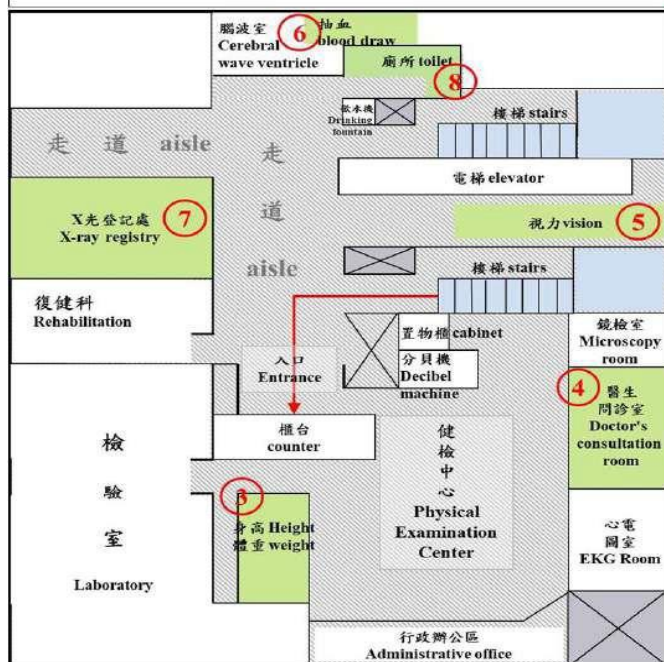 腦波室
Cerebral
wave ventricle
6
抽血
blood draw
廁所 toilet
8
飲水機
Drinking
fountain
樓梯 stairs
走道 aisle
走
道
aisle
電梯 elevator
X光登記處
X-ray registry
7
視力 vision
5
樓梯 stairs
復健科
Rehabilitation
置物櫃 cabinet
分貝機
Decibel
machine
鏡檢室
Microscopy
room
入口
Entrance
4
醫生
問診室
Doctor's
consultation
room
櫃台
counter
健
檢
中
心
Physical
Examination
Center
檢
驗
室
Laboratory
3
身高 Height
體重 weight
心電
圖室
EKG Room
行政辦公區
Administrative office